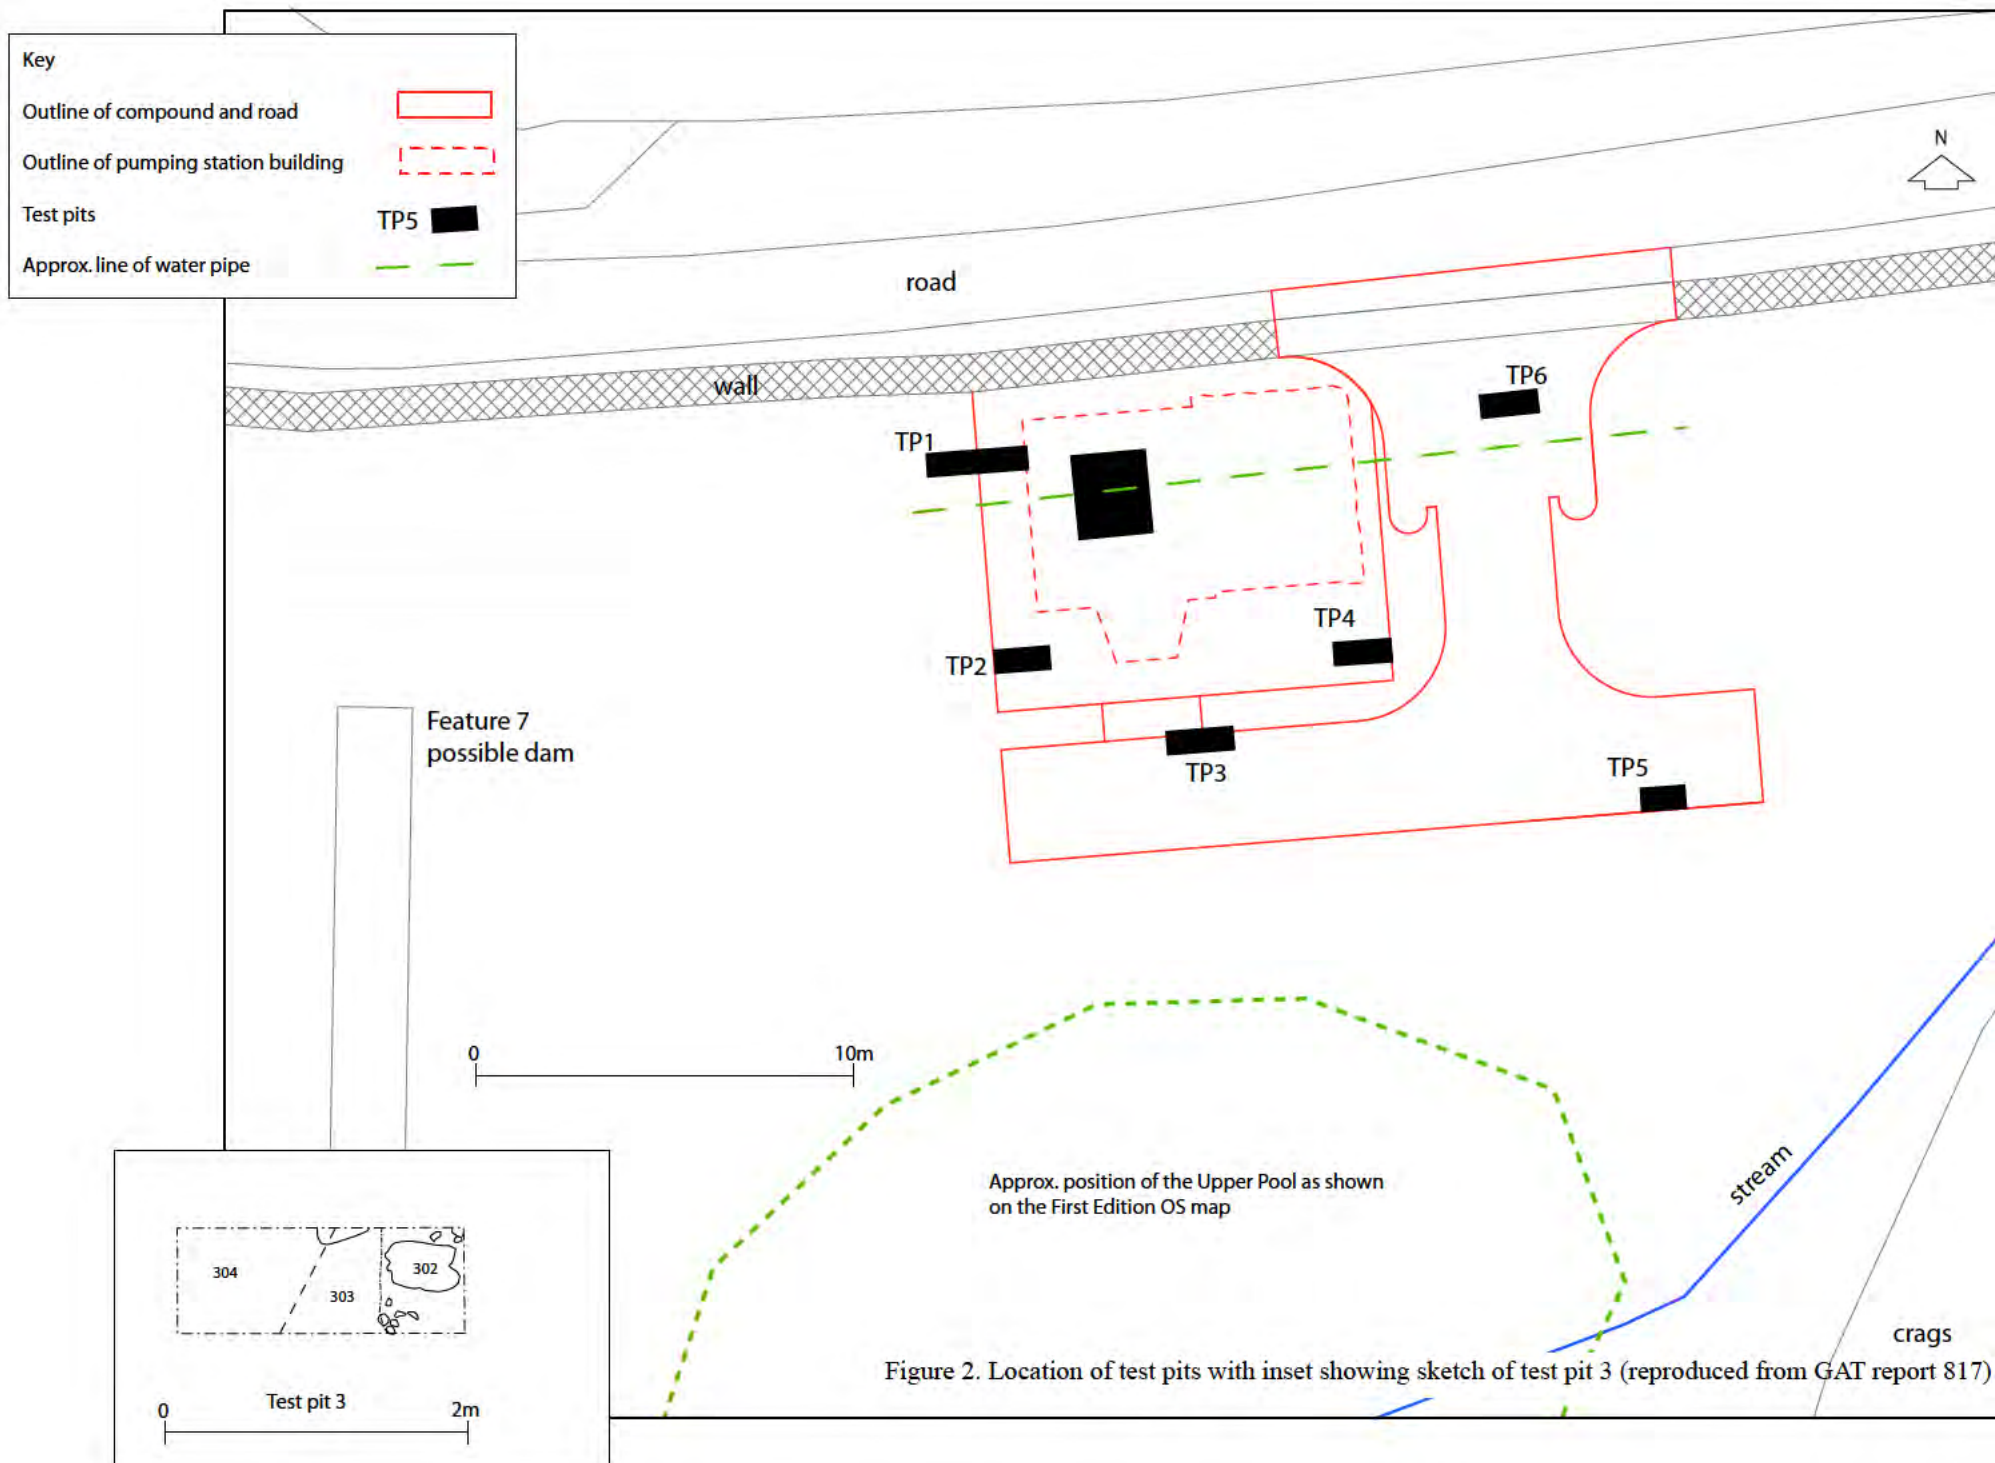 Key
Outline of compound and road
Outline of pumping station building
Test pits
TP5
Approx. line of water pipe
N
road
wall
TP6
TP1
TP4
TP2
Feature 7
possible dam
TP3
TP5
0
10m
Approx. position of the Upper Pool as shown
on the First Edition OS map
stream
304
302
303
crags
Figure 2. Location of test pits with inset showing sketch of test pit 3 (reproduced from GAT report 817)
Test pit 3
0
2m